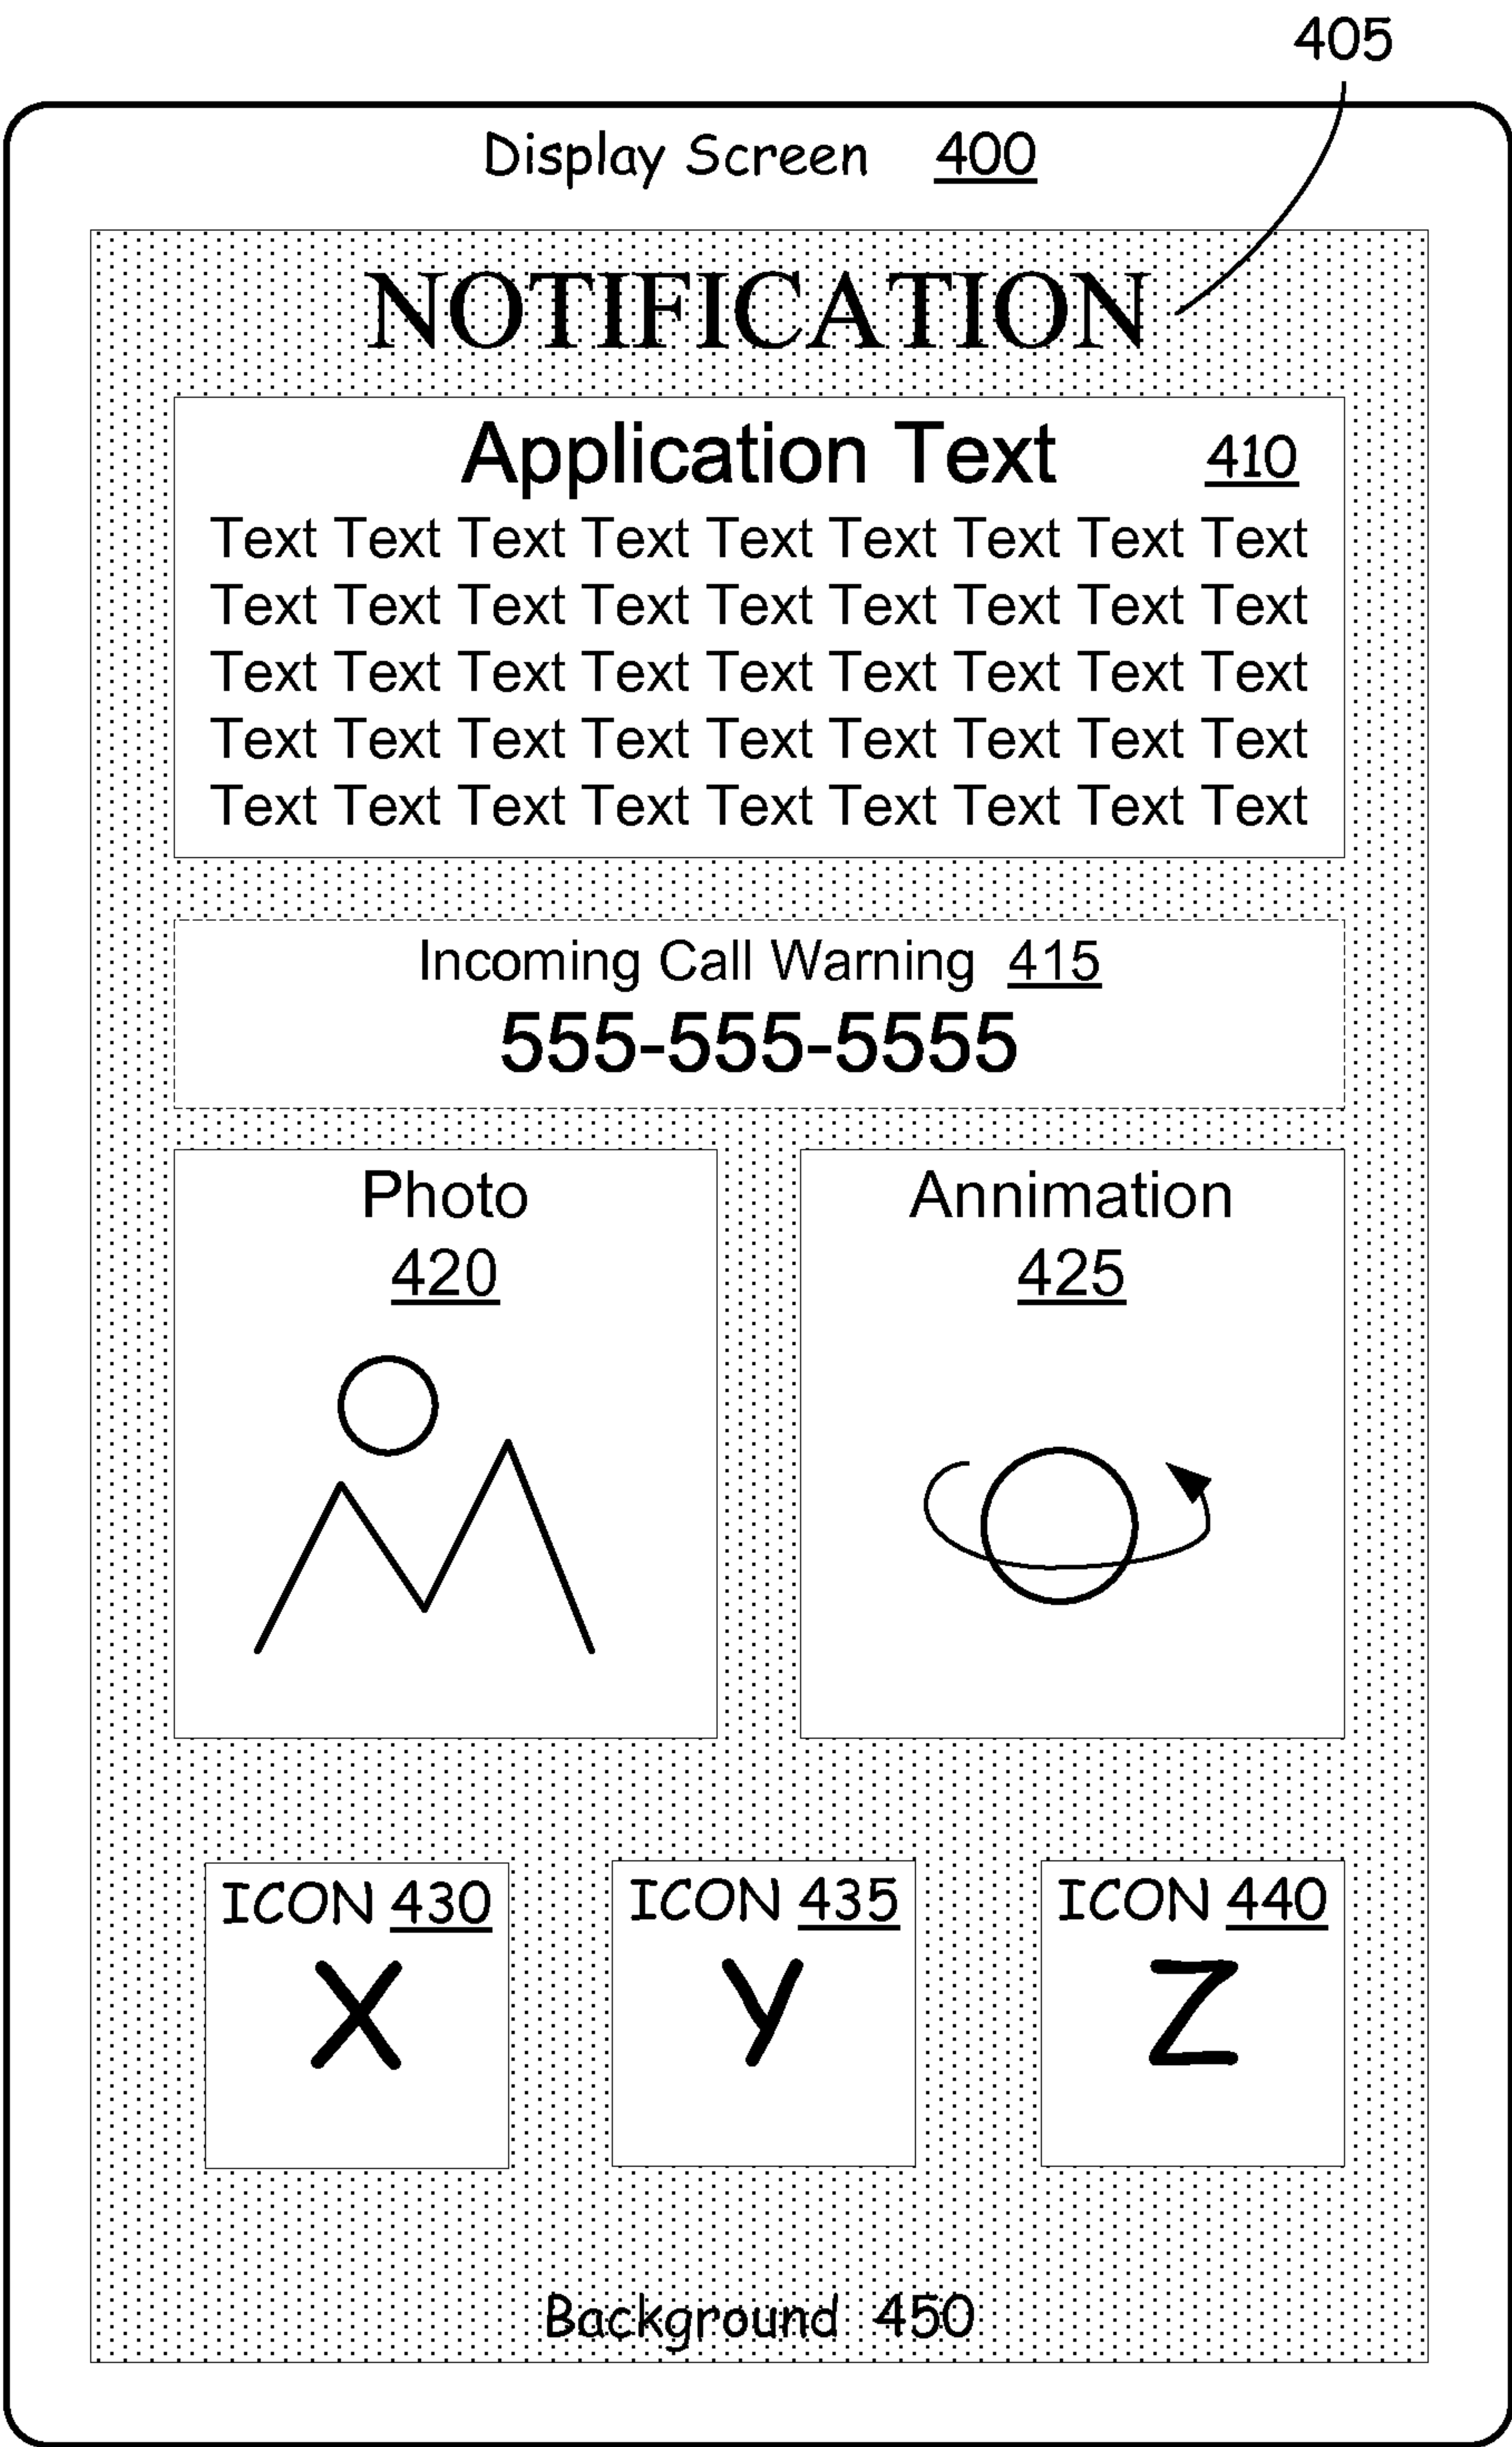 405
Display Screen 400
NOTIFICATION
Application Text 410
Text Text Text Text Text Text Text Text Text
Text Text Text Text Text Text Text Text Text
Text Text Text Text Text Text Text Text Text
Text Text Text Text Text Text Text Text Text
Text Text Text Text Text Text Text Text Text
Incoming Call Warning 415
555-555-5555
Photo
420
Annimation
425
ICON 430
X
ICON 435
Y
ICON 440
Z
Background 450